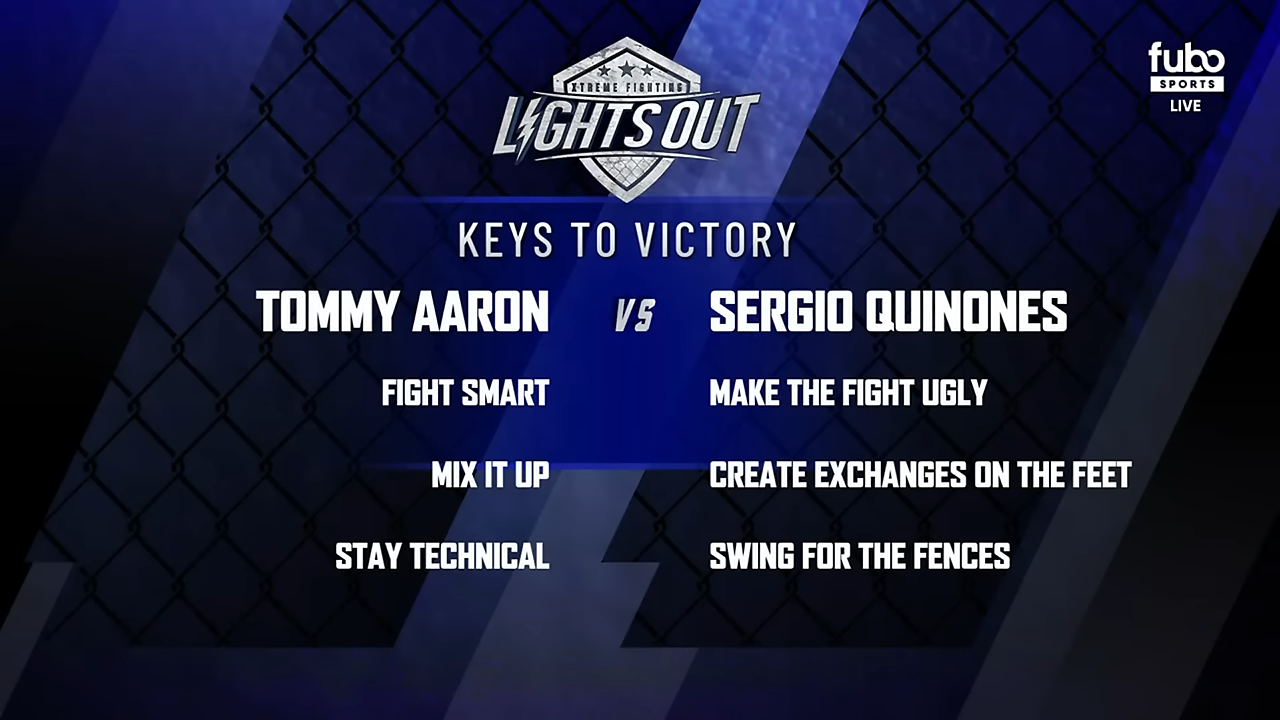 XTREME FIGHTING
LIGHTS OUT
fubo
SPORTS
LIVE
KEYS TO VICTORY
TOMMY AARON VS SERGIO QUINONES
FIGHT SMART MAKE THE FIGHT UGLY
MIX IT UP CREATE EXCHANGES ON THE FEET
STAY TECHNICAL SWING FOR THE FENCES